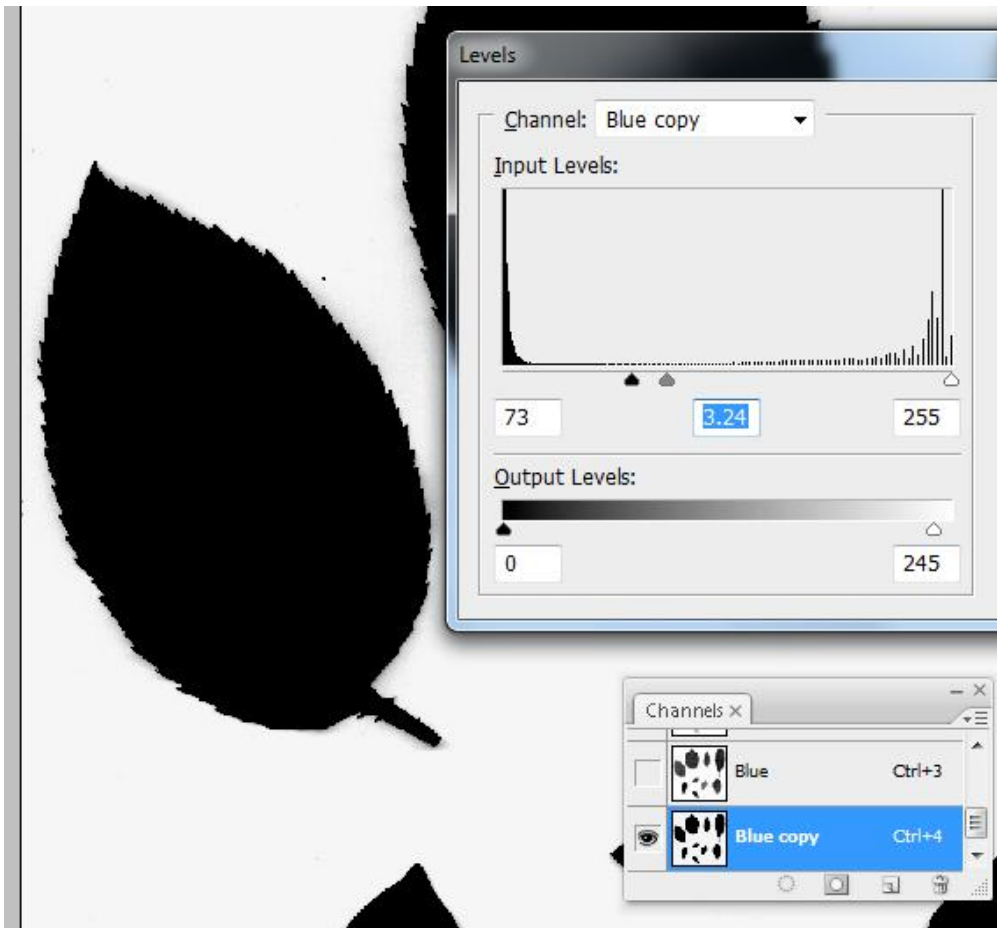 Levels
Channel: Blue copy
Input Levels:
73 3.24 255
Output Levels:
0 245
Channels
Blue Ctrl+3
Blue copy Ctrl+4